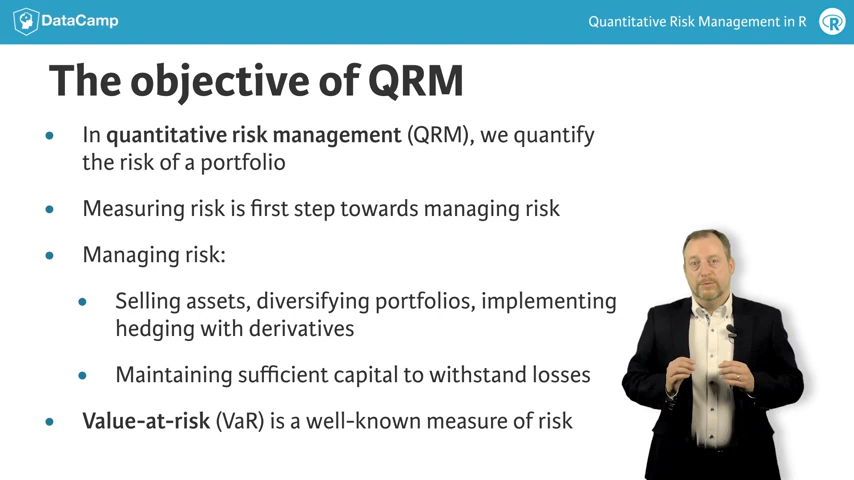 DataCamp
Quantitative Risk Management in R
R
The objective of QRM
• In quantitative risk management (QRM), we quantify
the risk of a portfolio
• Measuring risk is first step towards managing risk
• Managing risk:
• Selling assets, diversifying portfolios, implementing
hedging with derivatives
• Maintaining sufficient capital to withstand losses
• Value-at-risk (VaR) is a well-known measure of risk